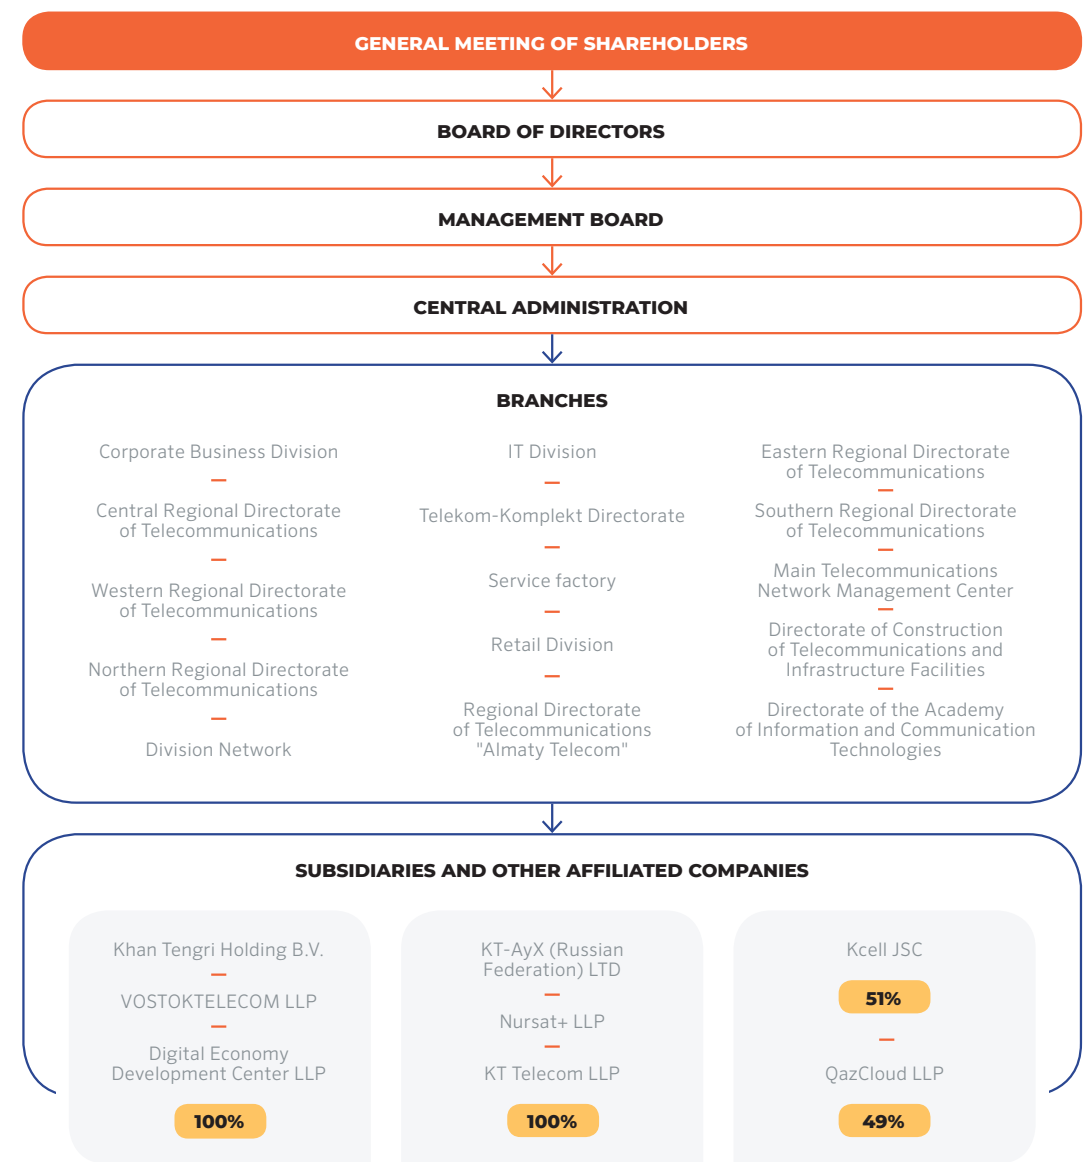 GENERAL MEETING OF SHAREHOLDERS
BOARD OF DIRECTORS
MANAGEMENT BOARD
CENTRAL ADMINISTRATION
BRANCHES
Corporate Business Division
Central Regional Directorate
of Telecommunications
Western Regional Directorate
of Telecommunications
Northern Regional Directorate
of Telecommunications
Division Network
IT Division
Telekom-Komplekt Directorate
Service factory
Retail Division
Regional Directorate
of Telecommunications
"Almaty Telecom"
Eastern Regional Directorate
of Telecommunications
Southern Regional Directorate
of Telecommunications
Main Telecommunications
Network Management Center
Directorate of Construction
of Telecommunications and
Infrastructure Facilities
Directorate of the Academy
of Information and Communication
Technologies
SUBSIDIARIES AND OTHER AFFILIATED COMPANIES
Khan Tengri Holding B.V.
VOSTOKTELECOM LLP
Digital Economy
Development Center LLP
100%
KT-AyX (Russian
Federation) LTD
Nursat+ LLP
KT Telecom LLP
100%
Kcell JSC
51%
QazCloud LLP
49%